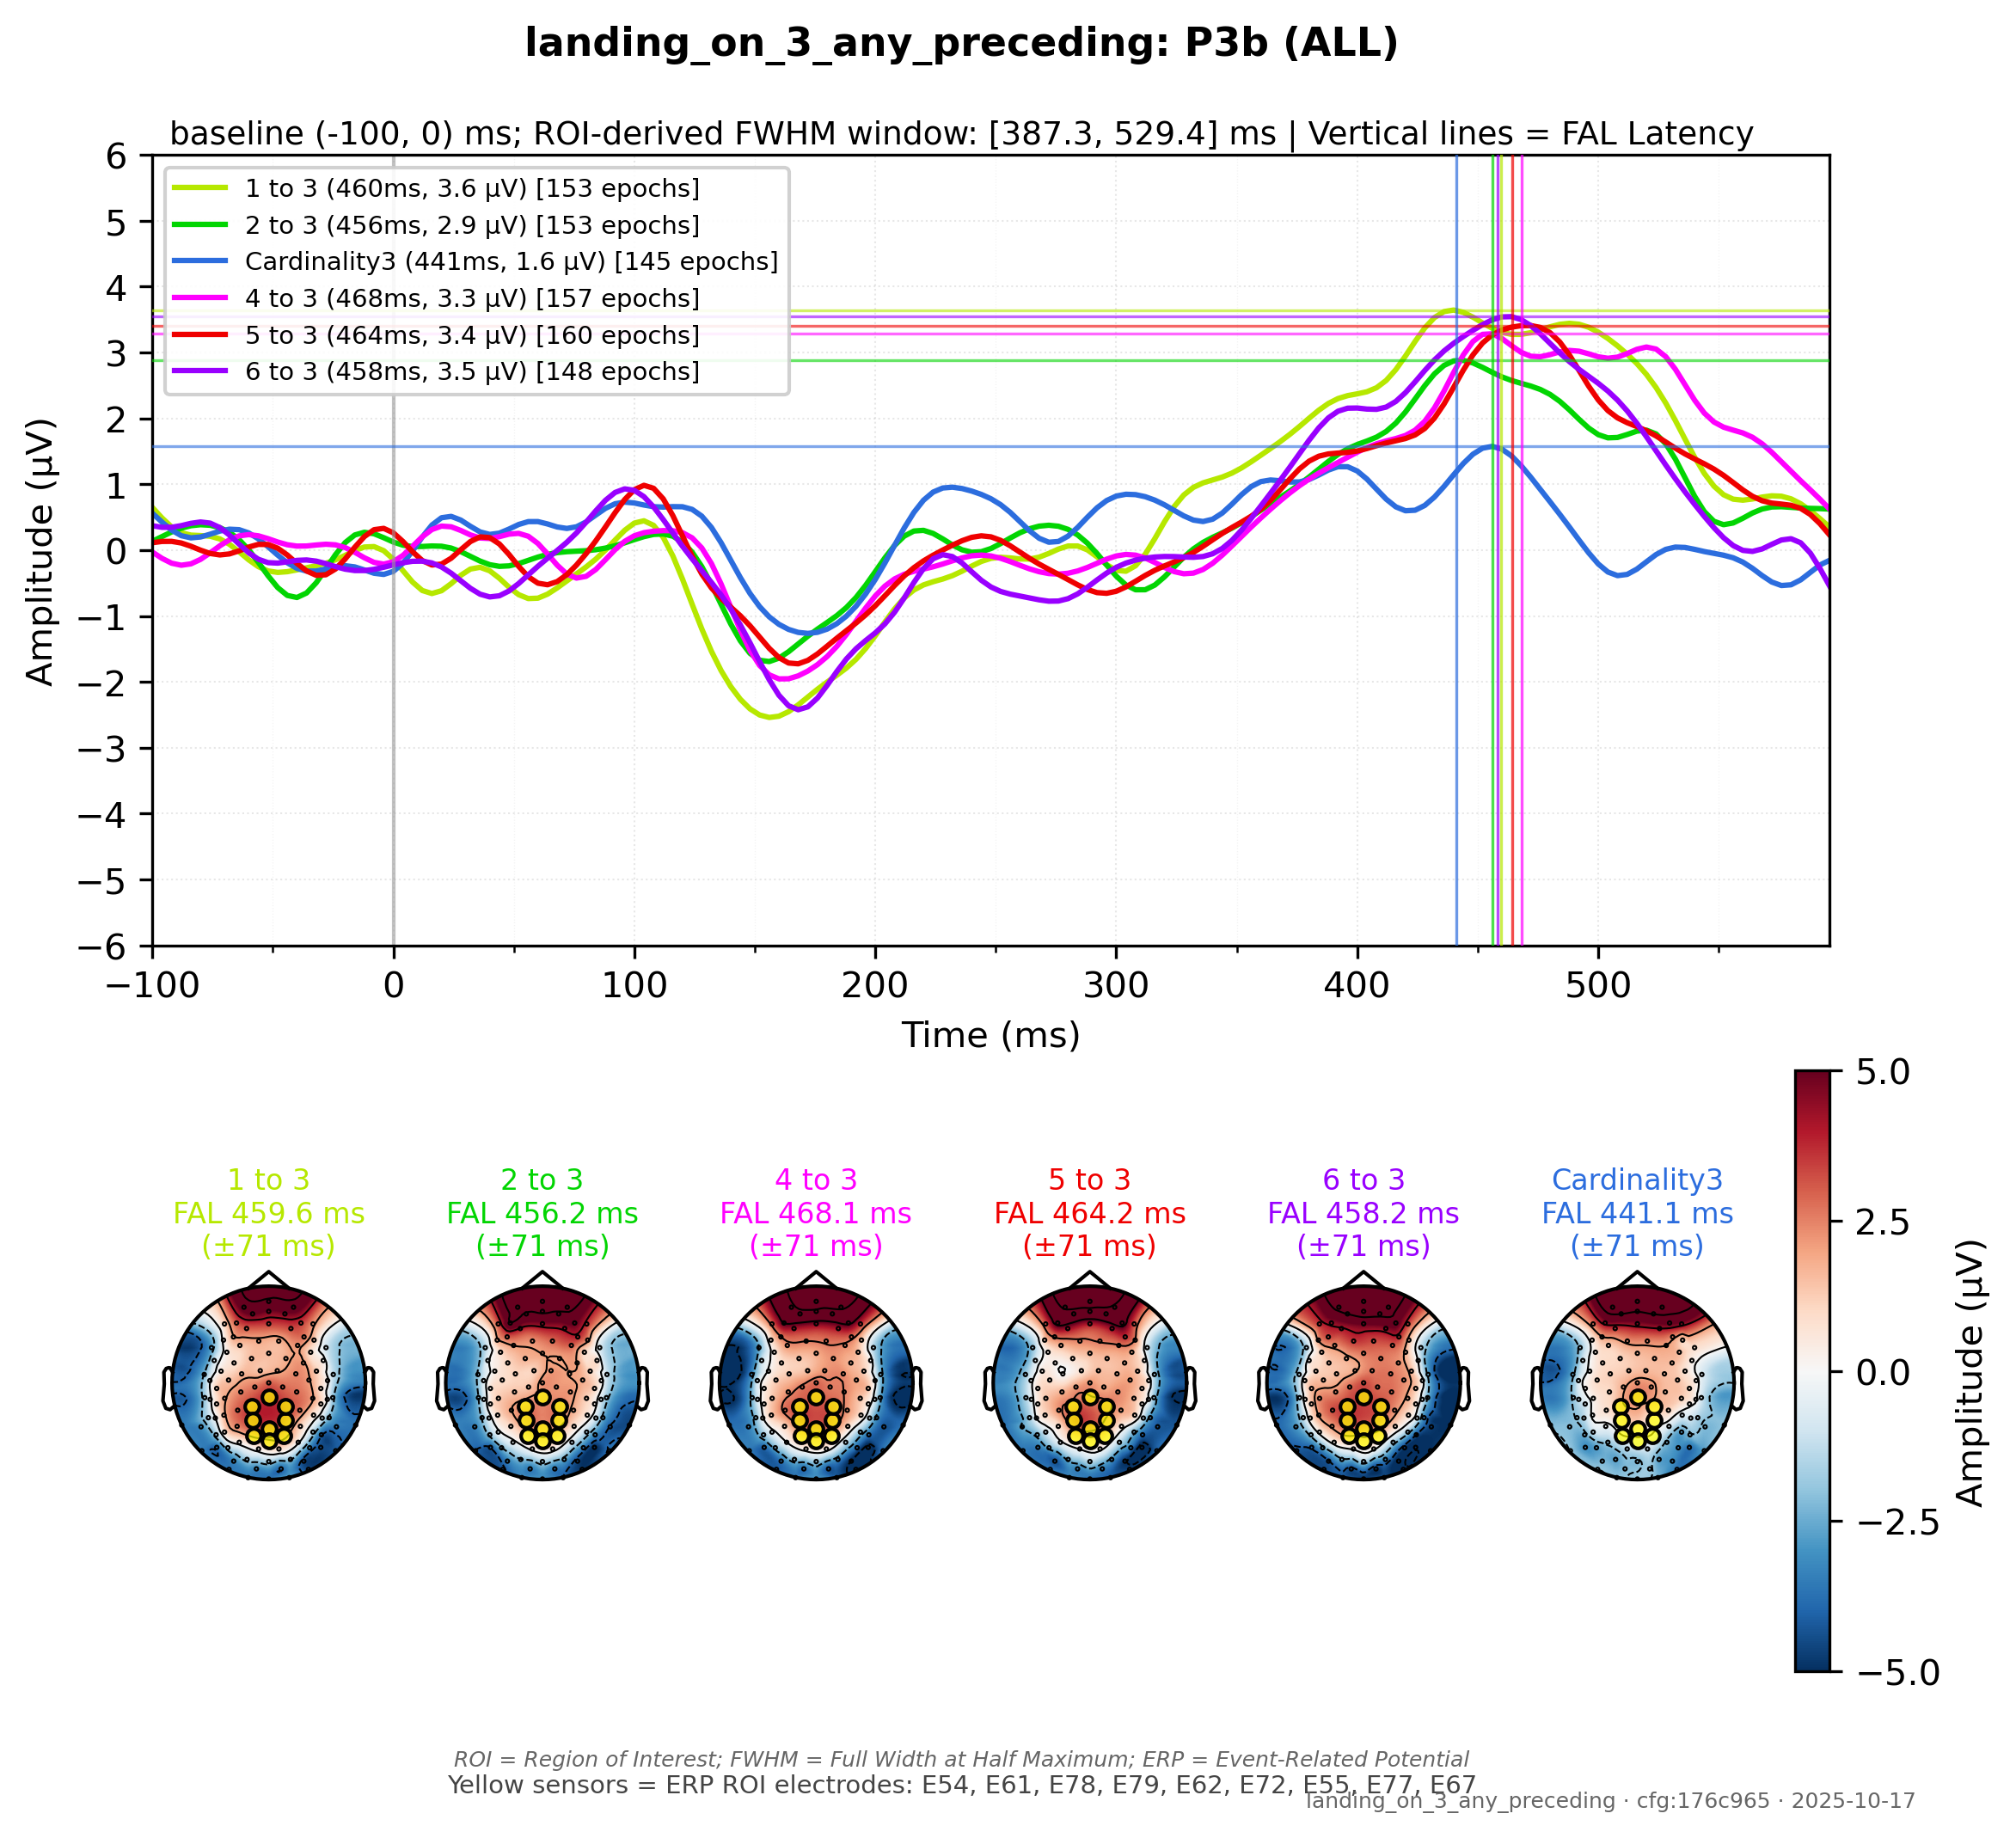 landing_on_3_any_preceding: P3b (ALL)
baseline (-100, 0) ms; ROI-derived FWHM window: [387.3, 529.4] ms | Vertical lines = FAL Latency
6
5
4
3
2
1
0
−1
−2
−3
−4
−5
−6
Amplitude (µV)
1 to 3 (460ms, 3.6 µV) [153 epochs]
2 to 3 (456ms, 2.9 µV) [153 epochs]
Cardinality3 (441ms, 1.6 µV) [145 epochs]
4 to 3 (468ms, 3.3 µV) [157 epochs]
5 to 3 (464ms, 3.4 µV) [160 epochs]
6 to 3 (458ms, 3.5 µV) [148 epochs]
−100 0 100 200 300 400 500
Time (ms)
1 to 3
FAL 459.6 ms
(±71 ms)
2 to 3
FAL 456.2 ms
(±71 ms)
4 to 3
FAL 468.1 ms
(±71 ms)
5 to 3
FAL 464.2 ms
(±71 ms)
6 to 3
FAL 458.2 ms
(±71 ms)
Cardinality3
FAL 441.1 ms
(±71 ms)
5.0
2.5
0.0
−2.5
−5.0
Amplitude (µV)
ROI = Region of Interest; FWHM = Full Width at Half Maximum; ERP = Event-Related Potential
Yellow sensors = ERP ROI electrodes: E54, E61, E78, E79, E62, E72, E55, E77, E67
landing_on_3_any_preceding · cfg:176c965 · 2025-10-17